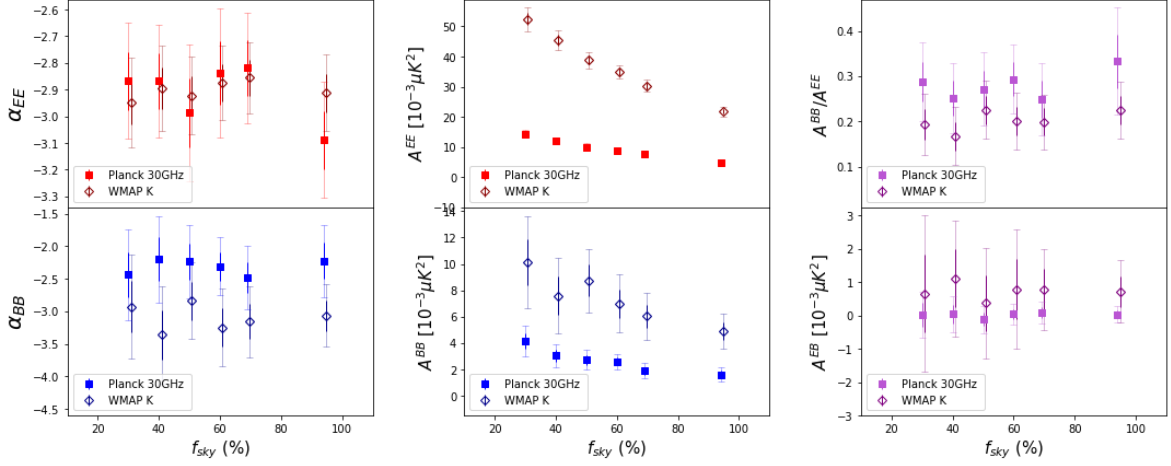 −2.6
−2.7
−2.8
−2.9
−3.0
−3.1
−3.2
−3.3
α_EE
Planck 30GHz
WMAP K
50
40
30
20
10
0
−10
A^EE [10^−3 μK^2]
Planck 30GHz
WMAP K
0.4
0.3
0.2
0.1
A^BB/A^EE
Planck 30GHz
WMAP K
−1.5
−2.0
−2.5
−3.0
−3.5
−4.0
−4.5
α_BB
Planck 30GHz
WMAP K
20 40 60 80 100
f_sky (%)
14
12
10
8
6
4
2
0
A^BB [10^−3 μK^2]
Planck 30GHz
WMAP K
20 40 60 80 100
f_sky (%)
3
2
1
0
−1
−2
−3
A^EB [10^−3 μK^2]
Planck 30GHz
WMAP K
20 40 60 80 100
f_sky (%)